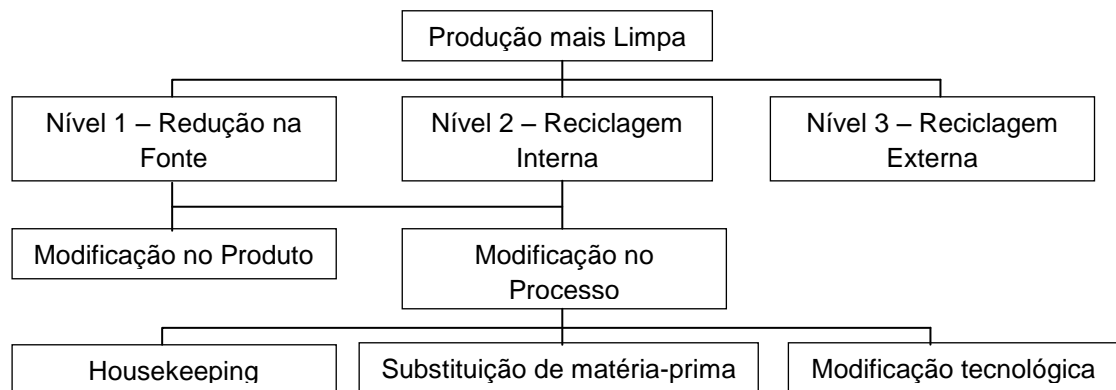 Produção mais Limpa
Nível 1 – Redução na
Fonte
Nível 2 – Reciclagem
Interna
Nível 3 – Reciclagem
Externa
Modificação no Produto
Modificação no
Processo
Housekeeping
Substituição de matéria-prima
Modificação tecnológica